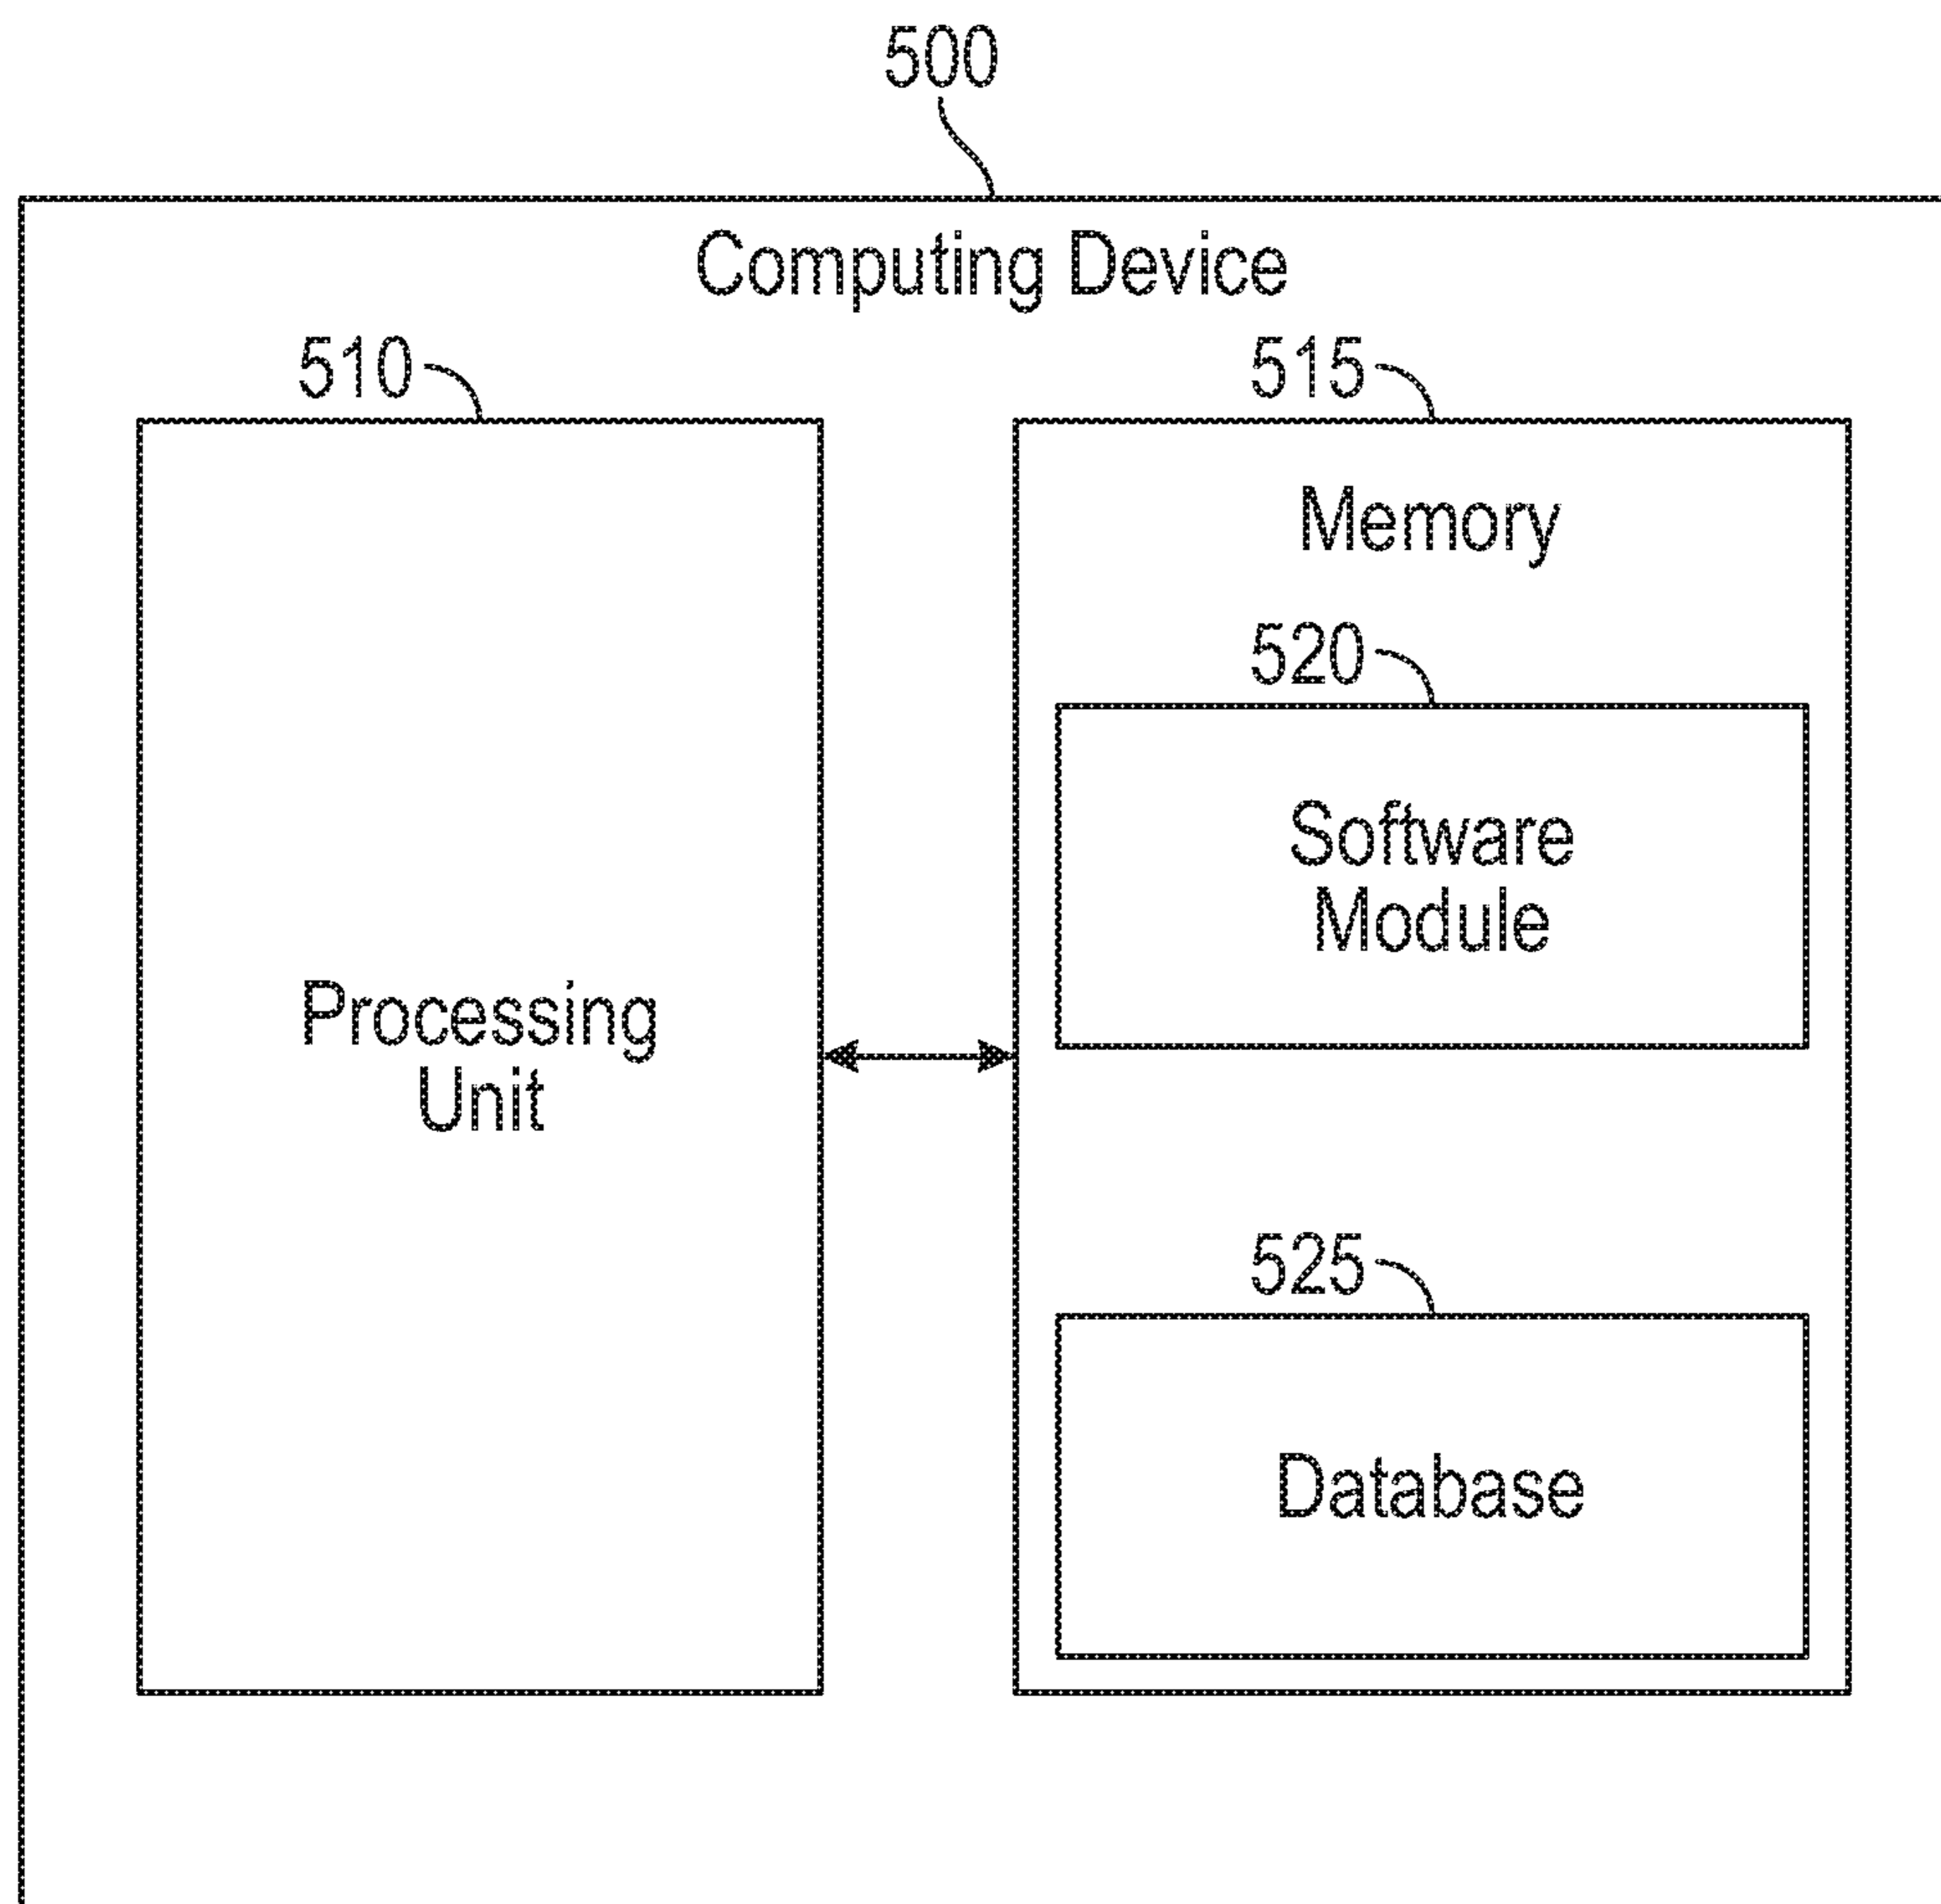 500
Computing Device
510
515
Memory
520
Software
Module
Processing
Unit
525
Database